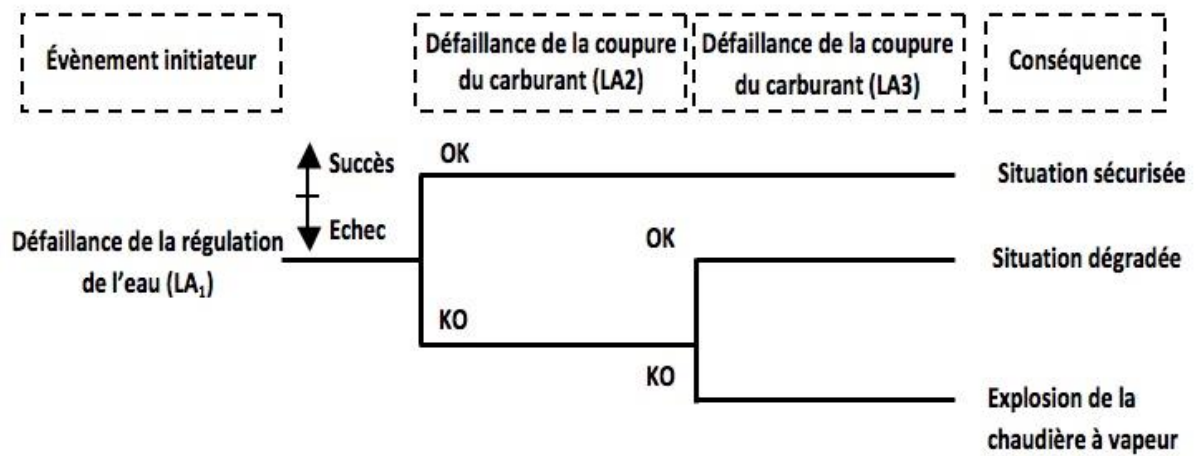 Évènement initiateur
Défaillance de la coupure
du carburant (LA2)
Défaillance de la coupure
du carburant (LA3)
Conséquence
Succès
Echec
OK
Situation sécurisée
Défaillance de la régulation
de l'eau (LA₁)
OK
Situation dégradée
KO
KO
Explosion de la
chaudière à vapeur